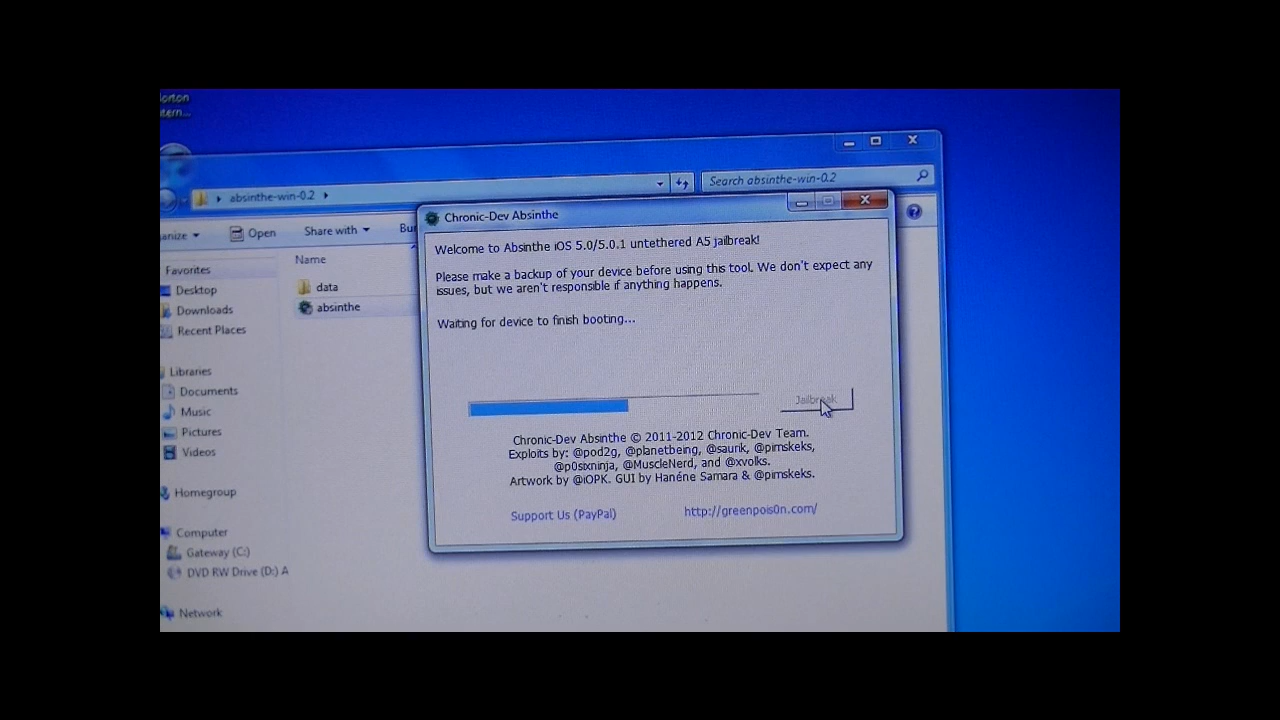 absinthe-win-0.2
Search absinthe-win-0.2
Open
Share with
Name
Favorites
Desktop
Downloads
Recent Places
Libraries
Documents
Music
Pictures
Videos
Homegroup
Computer
Gateway (C:)
DVD RW Drive (D:) A
Network
data
absinthe
Chronic-Dev Absinthe
Welcome to Absinthe iOS 5.0/5.0.1 untethered A5 jailbreak!
Please make a backup of your device before using this tool. We don't expect any
issues, but we aren't responsible if anything happens.
Waiting for device to finish booting...
Jailbreak
Chronic-Dev Absinthe © 2011-2012 Chronic-Dev Team.
Exploits by: @pod2g, @planetbeing, @saurik, @pimskeks,
@p0sixninja, @MuscleNerd, and @xvolks.
Artwork by @iOPK. GUI by Hanéne Samara & @pimskeks.
Support Us (PayPal)
http://greenpois0n.com/